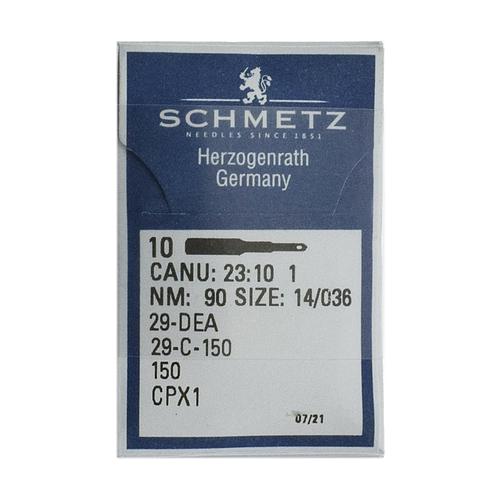 SCHMETZ
NEEDLES SINCE 1851
Herzogenrath
Germany
10
CANU: 23:10 1
NM: 90 SIZE: 14/036
29-DEA
29-C-150
150
CPX1
07/21